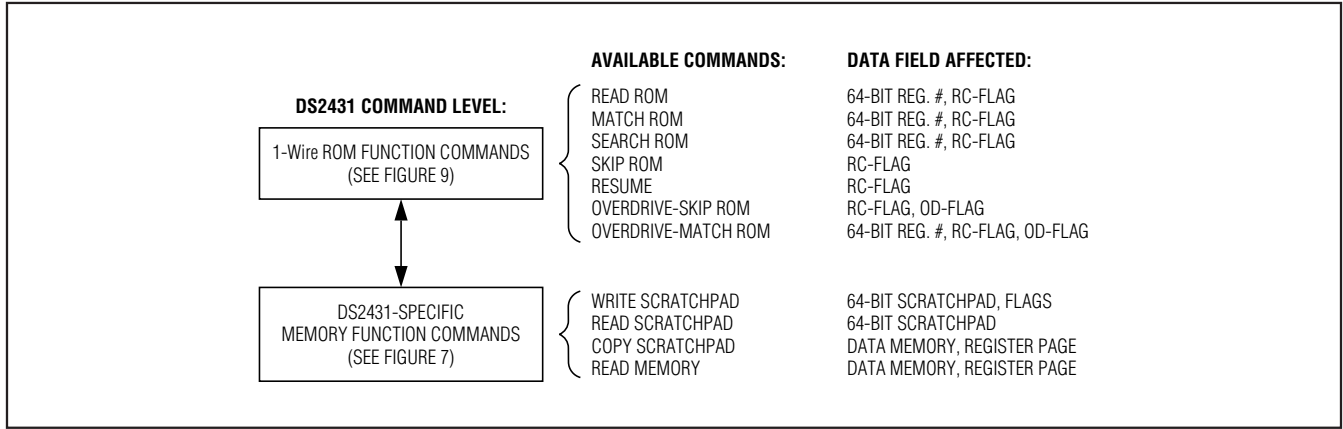 AVAILABLE COMMANDS: DATA FIELD AFFECTED:
DS2431 COMMAND LEVEL:
1-Wire ROM FUNCTION COMMANDS
(SEE FIGURE 9)
READ ROM 64-BIT REG. #, RC-FLAG
MATCH ROM 64-BIT REG. #, RC-FLAG
SEARCH ROM 64-BIT REG. #, RC-FLAG
SKIP ROM RC-FLAG
RESUME RC-FLAG
OVERDRIVE-SKIP ROM RC-FLAG, OD-FLAG
OVERDRIVE-MATCH ROM 64-BIT REG. #, RC-FLAG, OD-FLAG
DS2431-SPECIFIC
MEMORY FUNCTION COMMANDS
(SEE FIGURE 7)
WRITE SCRATCHPAD 64-BIT SCRATCHPAD, FLAGS
READ SCRATCHPAD 64-BIT SCRATCHPAD
COPY SCRATCHPAD DATA MEMORY, REGISTER PAGE
READ MEMORY DATA MEMORY, REGISTER PAGE